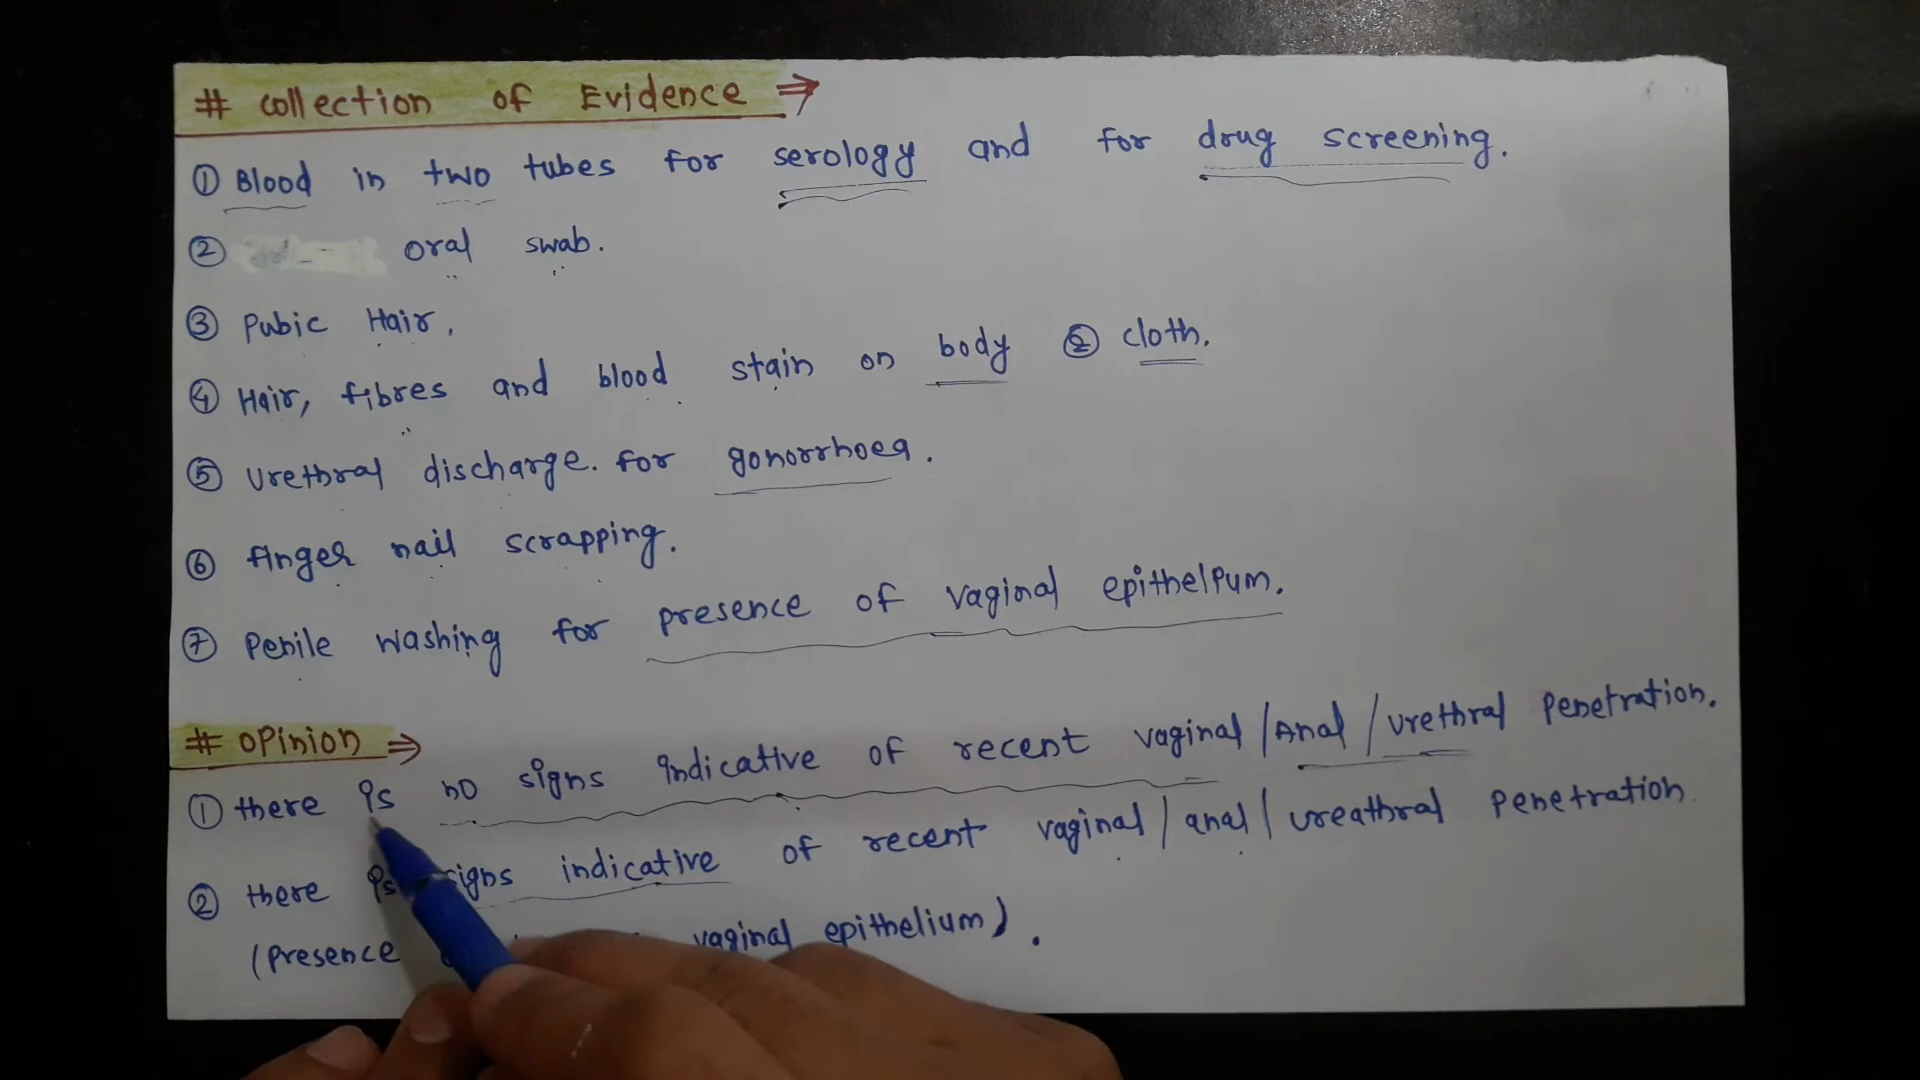 # Collection of Evidence ⇒
① Blood in two tubes for serology and for drug screening.
② oral swab.
③ Pubic Hair.
④ Hair, fibres and blood stain on body & cloth.
⑤ Urethral discharge. for gonorrhoea.
⑥ finger nail scrapping.
⑦ Penile washing for presence of vaginal epithelium.
# Opinion ⇒
① there is no signs indicative of recent vaginal / Anal / urethral penetration.
② there is signs indicative of recent vaginal / anal / ureathral penetration
(Presence vaginal epithelium).